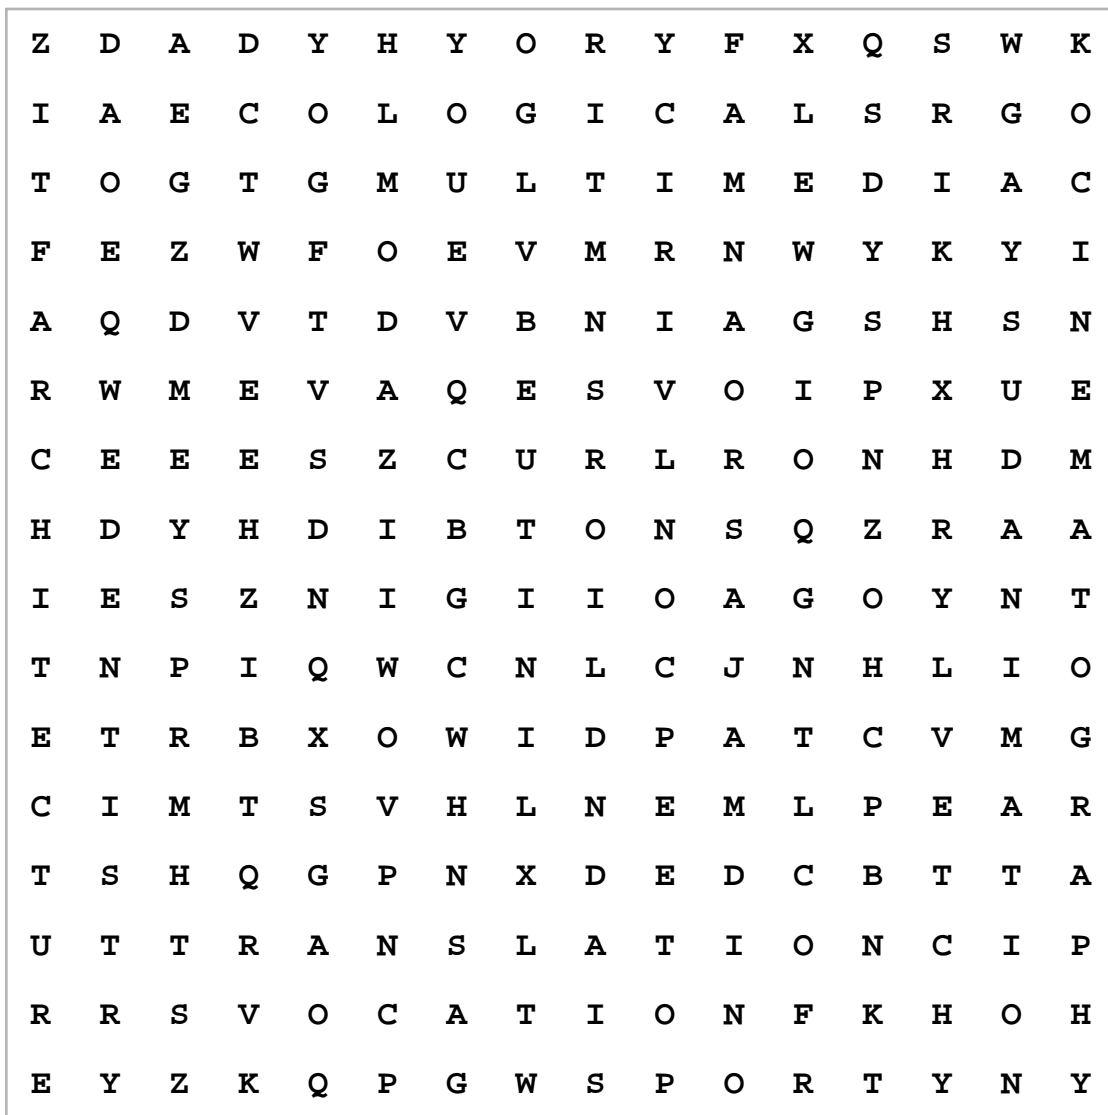 Z D A D Y H Y O R Y F X Q S W K
I A E C O L O G I C A L S R G O
T O G T G M U L T I M E D I A C
F E Z W F O E V M R N W Y K Y I
A Q D V T D V B N I A G S H S N
R W M E V A Q E S V O I P X U E
C E E E S Z C U R L R O N H D M
H D Y H D I B T O N S Q Z R A A
I E S Z N I G I I O A G O Y N T
T N P I Q W C N L C J N H L I O
E T R B X O W I D P A T C V M G
C I M T S V H L N E M L P E A R
T S H Q G P N X D E D C B T T A
U T T R A N S L A T I O N C I P
R R S V O C A T I O N F K H O H
E Y Z K Q P G W S P O R T Y N Y